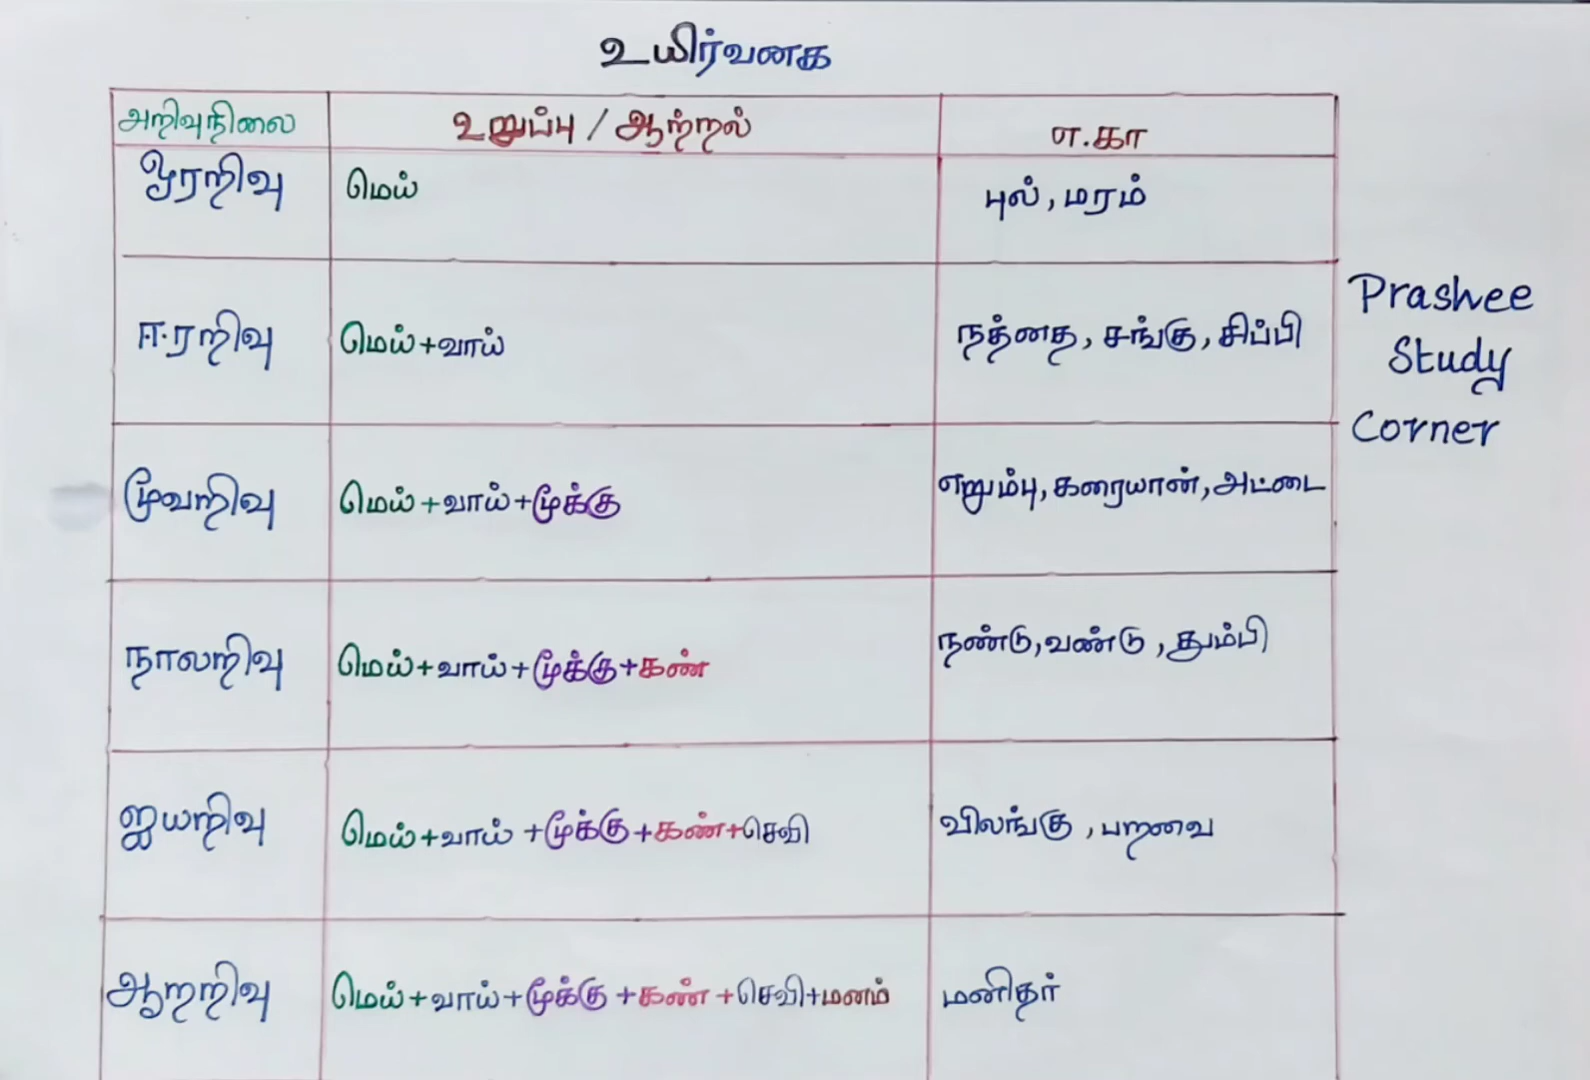 உயிர்வகை
அறிவுநிலை உறுப்பு / ஆற்றல் எ.கா
ஓரறிவு மெய் புல், மரம்
ஈரறிவு மெய்+வாய் நத்தை, சங்கு, சிப்பி
மூவறிவு மெய்+வாய்+மூக்கு எறும்பு, கரையான், அட்டை
நாலறிவு மெய்+வாய்+மூக்கு+கண் நண்டு, வண்டு, தும்பி
ஐயறிவு மெய்+வாய்+மூக்கு+கண்+செவி விலங்கு, பறவை
ஆறறிவு மெய்+வாய்+மூக்கு+கண்+செவி+மனம் மனிதர்
Prashee
Study
Corner